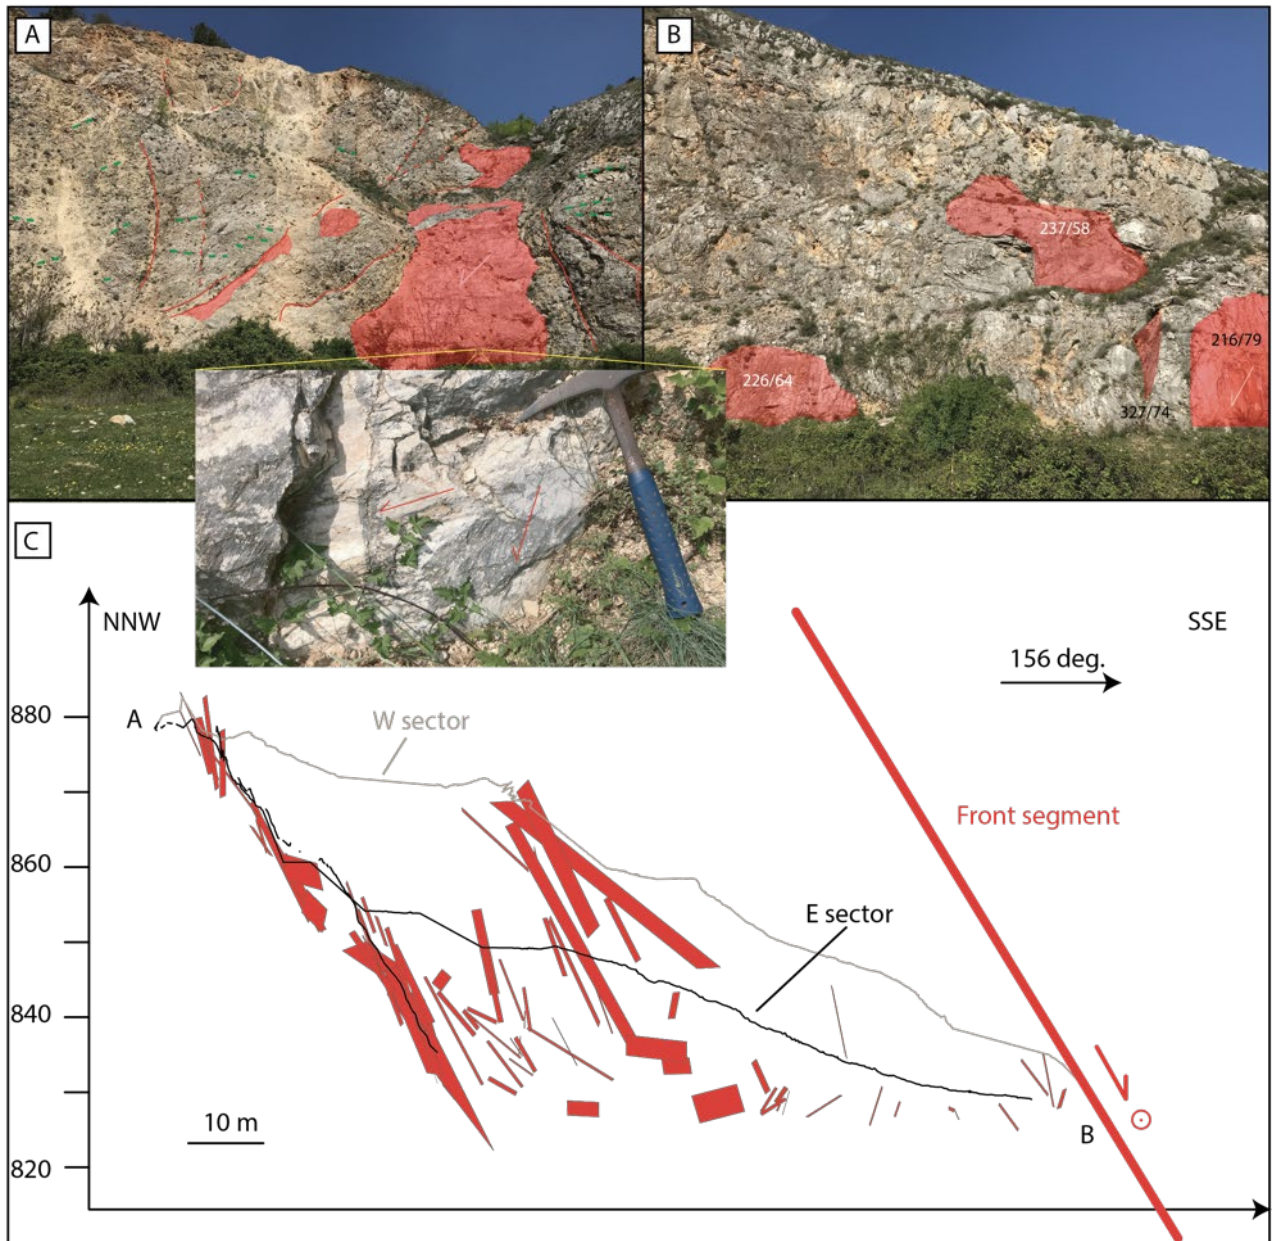 A
B
237/58
216/79
226/64
327/74
C
NNW
SSE
156 deg.
880
A
W sector
Front segment
860
E sector
840
10 m
B
820